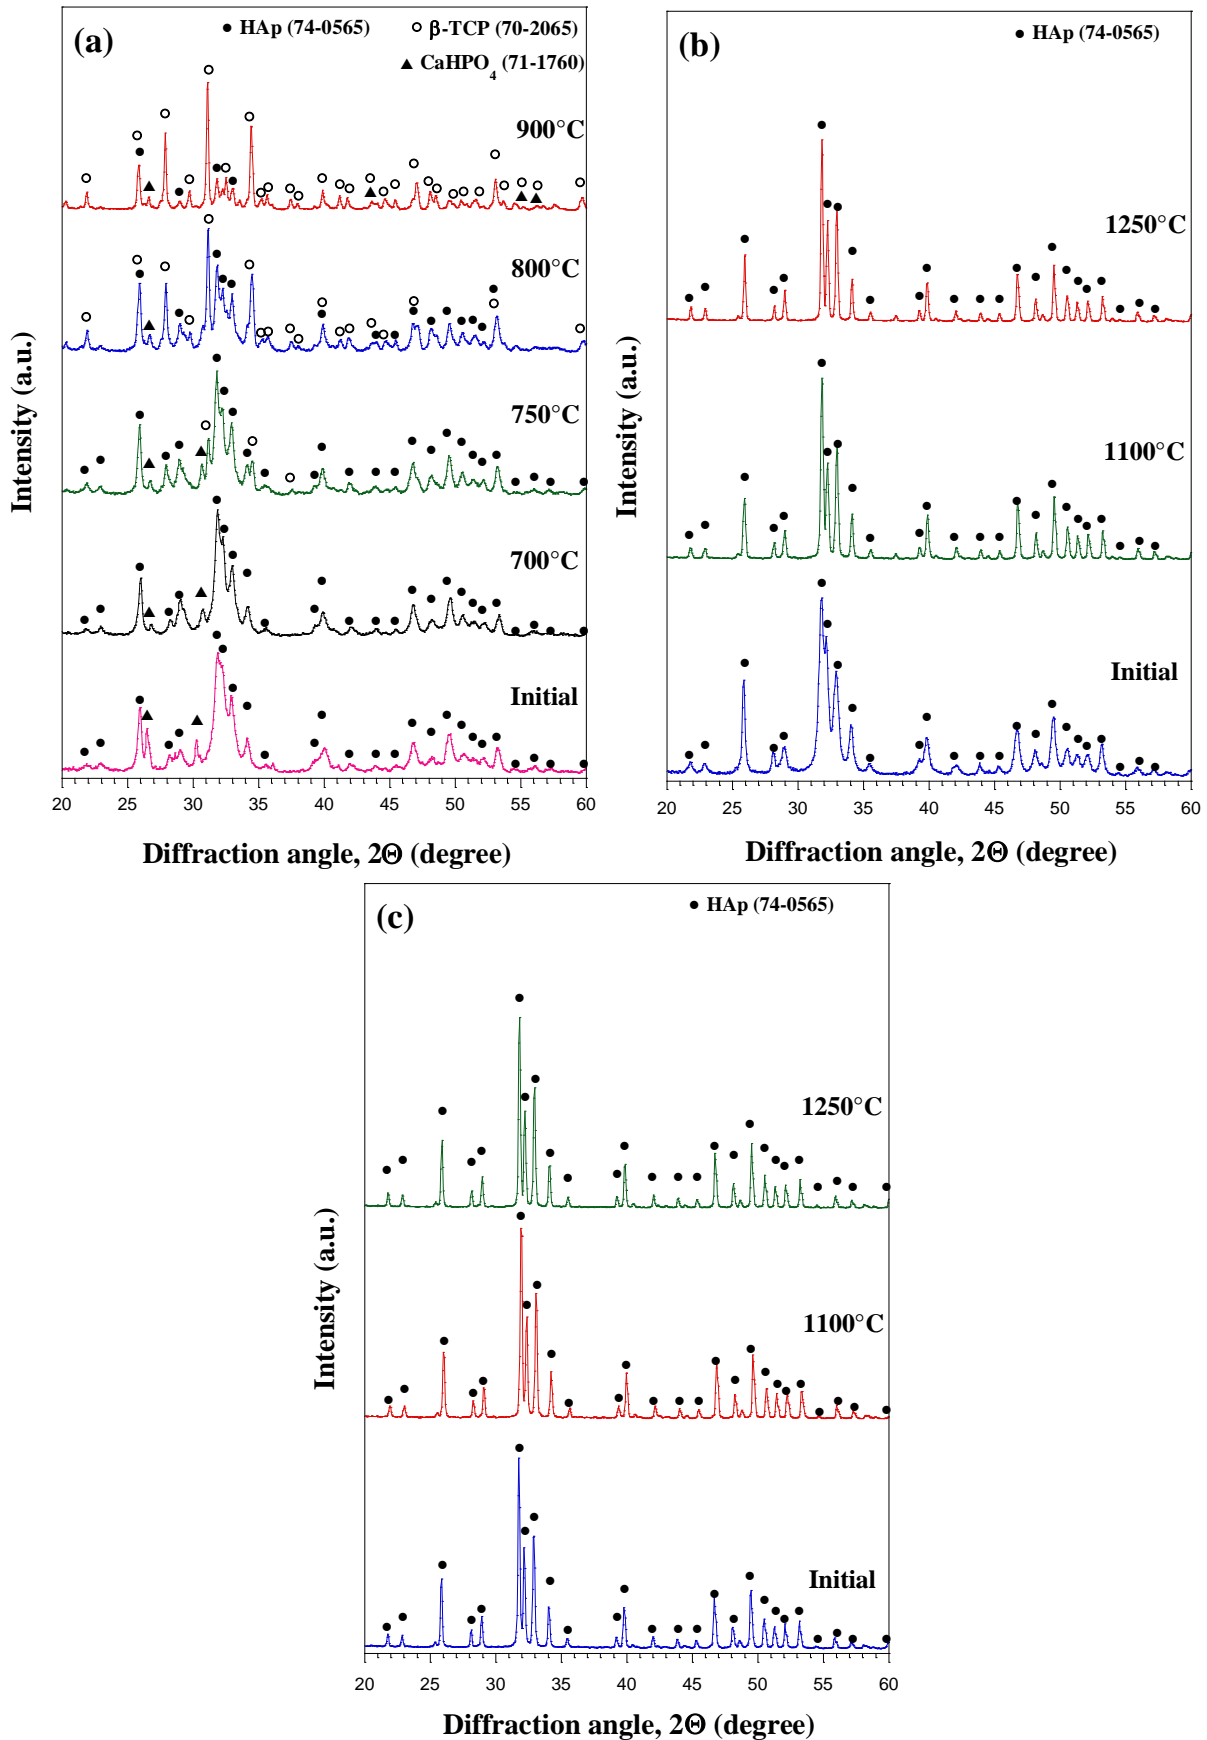 (a)
● HAp (74-0565) ○ β-TCP (70-2065)
▲ CaHPO₄ (71-1760)
900°C
800°C
750°C
700°C
Initial
Intensity (a.u.)
20 25 30 35 40 45 50 55 60
Diffraction angle, 2Θ (degree)
(b)
● HAp (74-0565)
1250°C
1100°C
Initial
Intensity (a.u.)
20 25 30 35 40 45 50 55 60
Diffraction angle, 2Θ (degree)
(c)
● HAp (74-0565)
1250°C
1100°C
Initial
Intensity (a.u.)
20 30 35 40 45 50 55 60
Diffraction angle, 2Θ (degree)